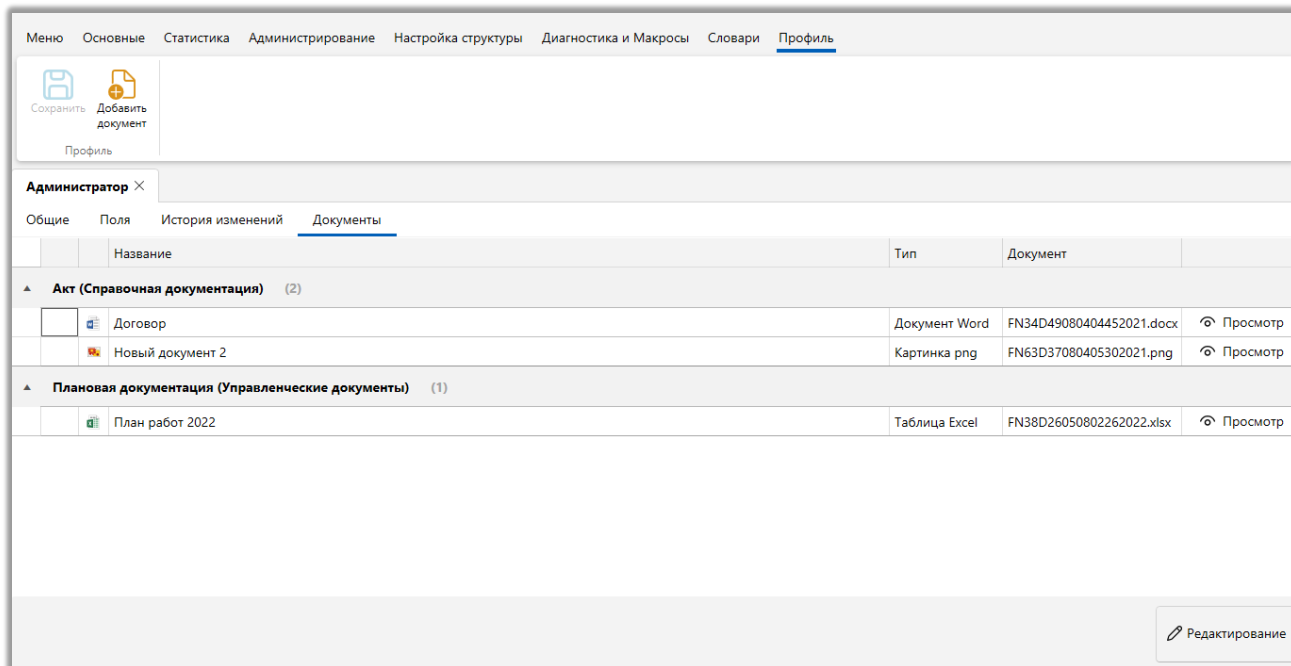 Меню Основные Статистика Администрирование Настройка структуры Диагностика и Макросы Словари Профиль
Сохранить Добавить
документ
Профиль
Администратор
Общие Поля История изменений Документы
Название Тип Документ
Акт (Справочная документация) (2)
Договор Документ Word FN34D49080404452021.docx Просмотр
Новый документ 2 Картинка png FN63D37080405302021.png Просмотр
Плановая документация (Управленческие документы) (1)
План работ 2022 Таблица Excel FN38D26050802262022.xlsx Просмотр
Редактирование